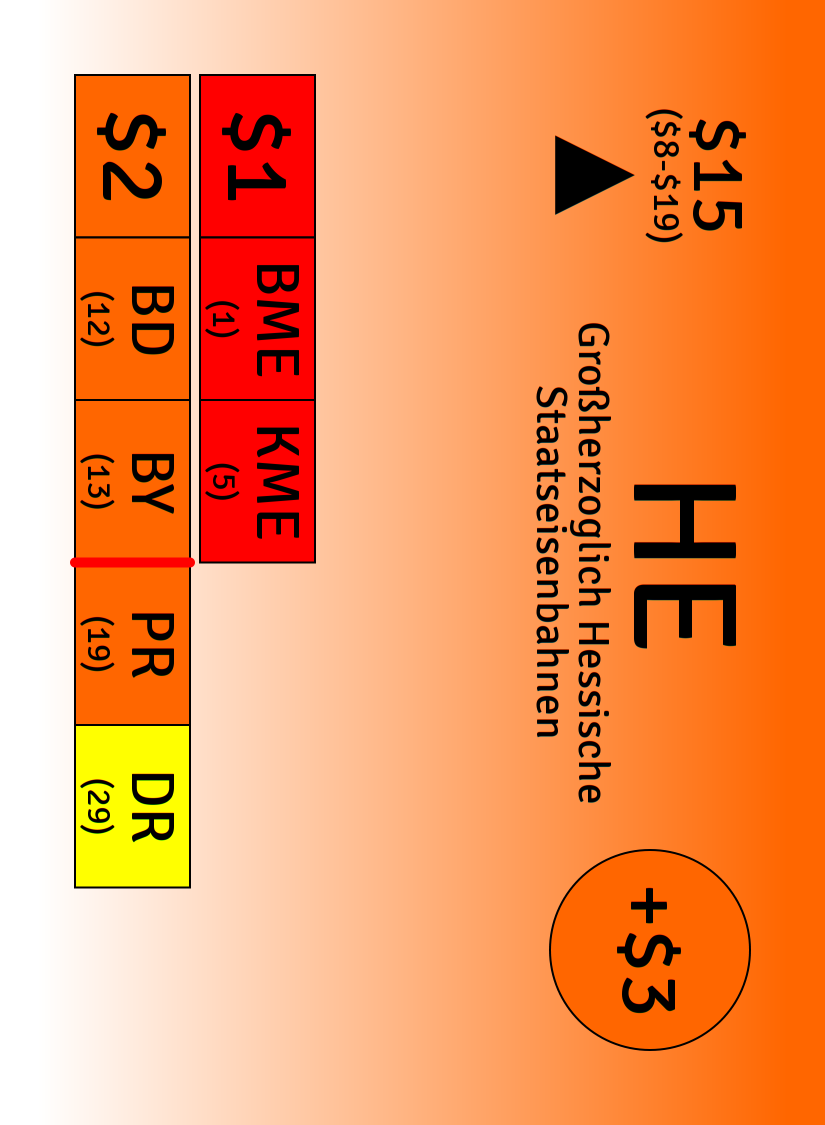 $15
($8-$19)
HE
Großherzoglich Hessische
Staatseisenbahnen
+$3
$1
BME
(1)
KME
(5)
$2
BD
(12)
BY
(13)
PR
(19)
DR
(29)